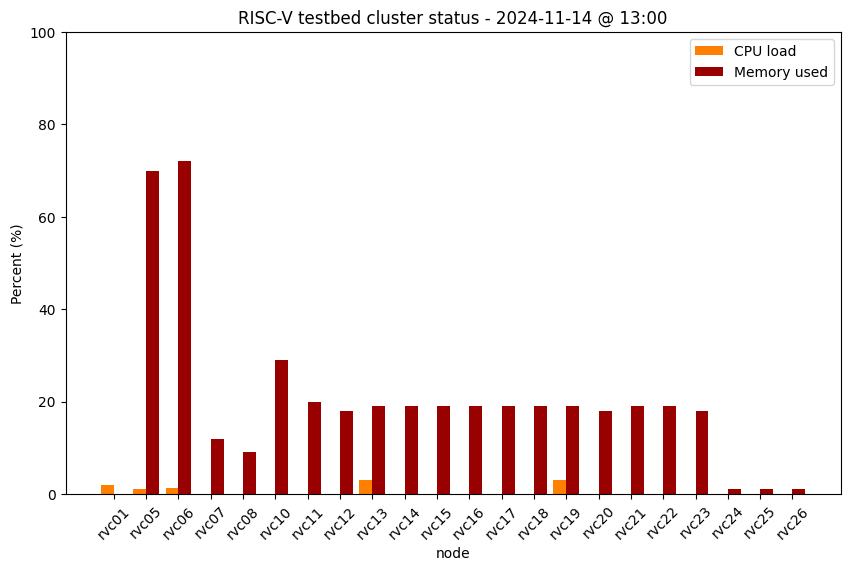 RISC-V testbed cluster status - 2024-11-14 @ 13:00
CPU load
Memory used
Percent (%)
100
80
60
40
20
0
rvc01 rvc05 rvc06 rvc07 rvc08 rvc10 rvc11 rvc12 rvc13 rvc14 rvc15 rvc16 rvc17 rvc18 rvc19 rvc20 rvc21 rvc22 rvc23 rvc24 rvc25 rvc26
node